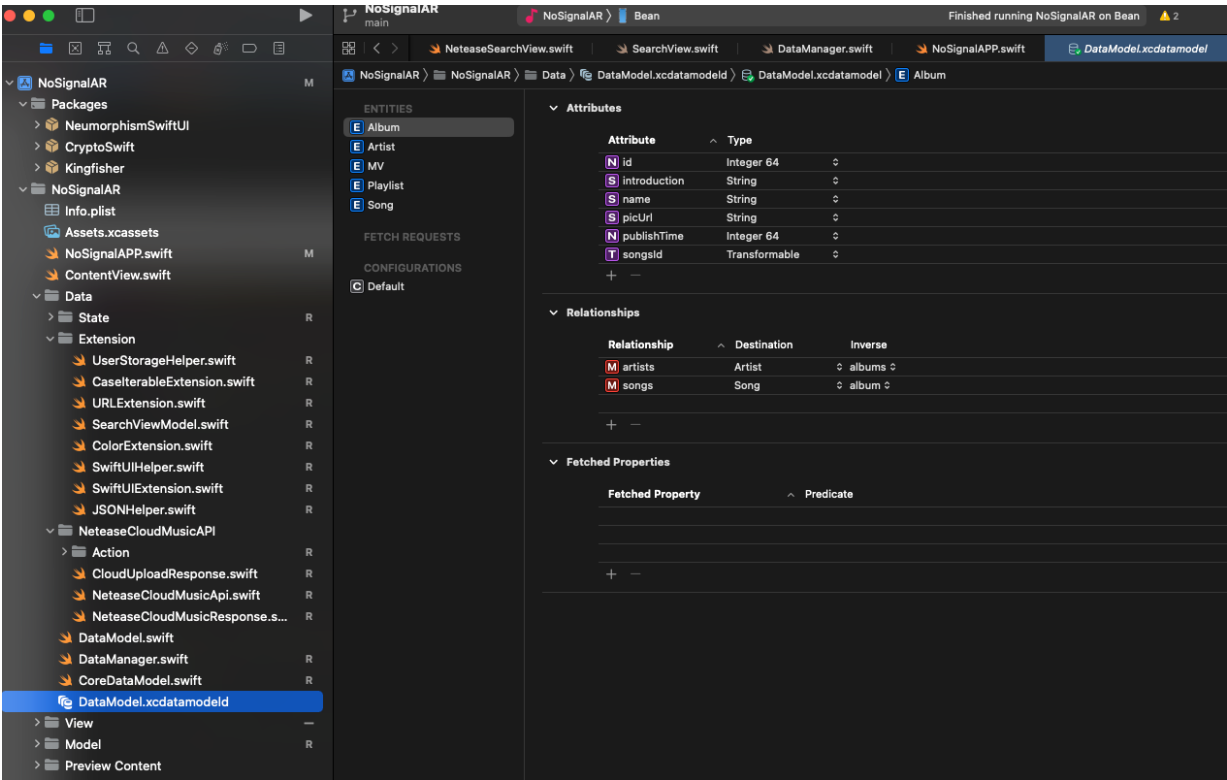 NoSignalAR
main
NoSignalAR 〉 Bean
Finished running NoSignalAR on Bean
2
NeteaseSearchView.swift
SearchView.swift
DataManager.swift
NoSignalAPP.swift
DataModel.xcdatamodel
NoSignalAR 〉 NoSignalAR 〉 Data 〉 DataModel.xcdatamodeld 〉 DataModel.xcdatamodel 〉 E Album
NoSignalAR M
Packages
NeumorphismSwiftUI
CryptoSwift
Kingfisher
NoSignalAR
Info.plist
Assets.xcassets
NoSignalAPP.swift M
ContentView.swift
Data
State R
Extension
UserStorageHelper.swift R
CaseIterableExtension.swift R
URLExtension.swift R
SearchViewModel.swift R
ColorExtension.swift R
SwiftUIHelper.swift R
SwiftUIExtension.swift R
JSONHelper.swift R
NeteaseCloudMusicAPI
Action R
CloudUploadResponse.swift R
NeteaseCloudMusicApi.swift R
NeteaseCloudMusicResponse.s... R
DataModel.swift
DataManager.swift R
CoreDataModel.swift R
DataModel.xcdatamodeld
View
Model R
Preview Content
ENTITIES
E Album
E Artist
E MV
E Playlist
E Song
FETCH REQUESTS
CONFIGURATIONS
C Default
Attributes
Attribute Type
N id Integer 64
S introduction String
S name String
S picUrl String
N publishTime Integer 64
T songsId Transformable
+ −
Relationships
Relationship Destination Inverse
M artists Artist albums
M songs Song album
+ −
Fetched Properties
Fetched Property Predicate
+ −